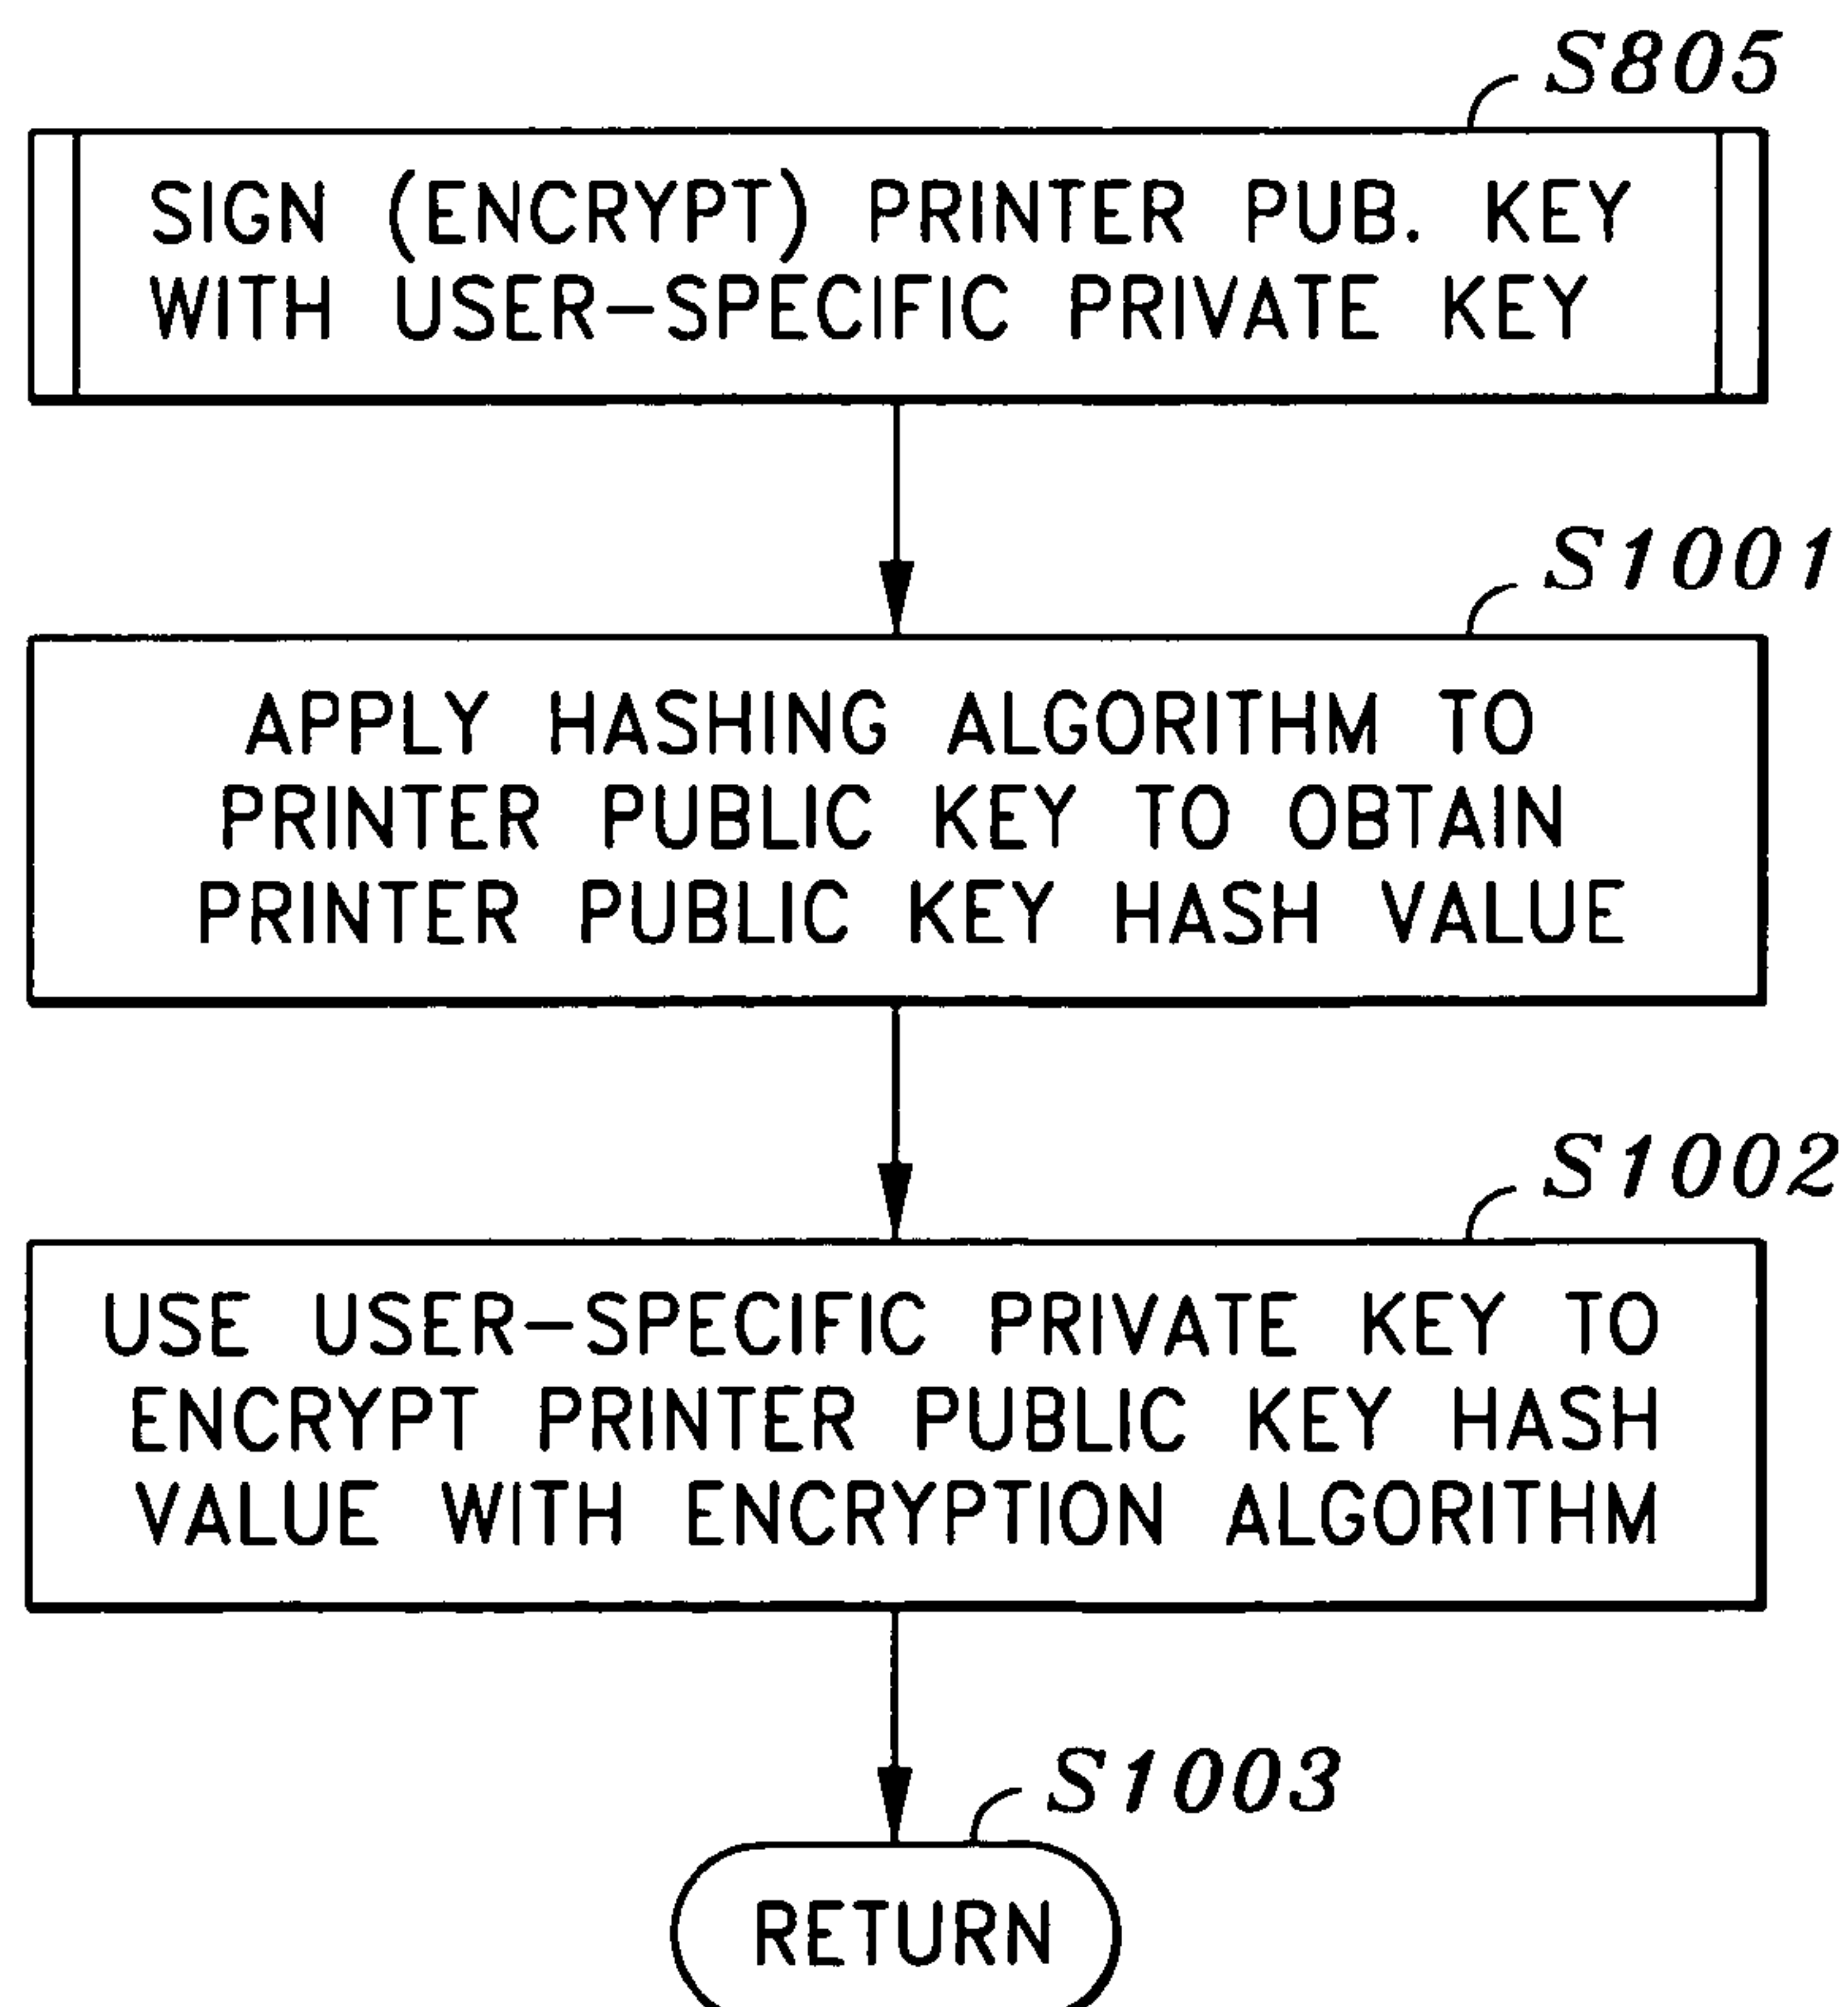 S805
SIGN (ENCRYPT) PRINTER PUB. KEY
WITH USER-SPECIFIC PRIVATE KEY
S1001
APPLY HASHING ALGORITHM TO
PRINTER PUBLIC KEY TO OBTAIN
PRINTER PUBLIC KEY HASH VALUE
S1002
USE USER-SPECIFIC PRIVATE KEY TO
ENCRYPT PRINTER PUBLIC KEY HASH
VALUE WITH ENCRYPTION ALGORITHM
S1003
RETURN